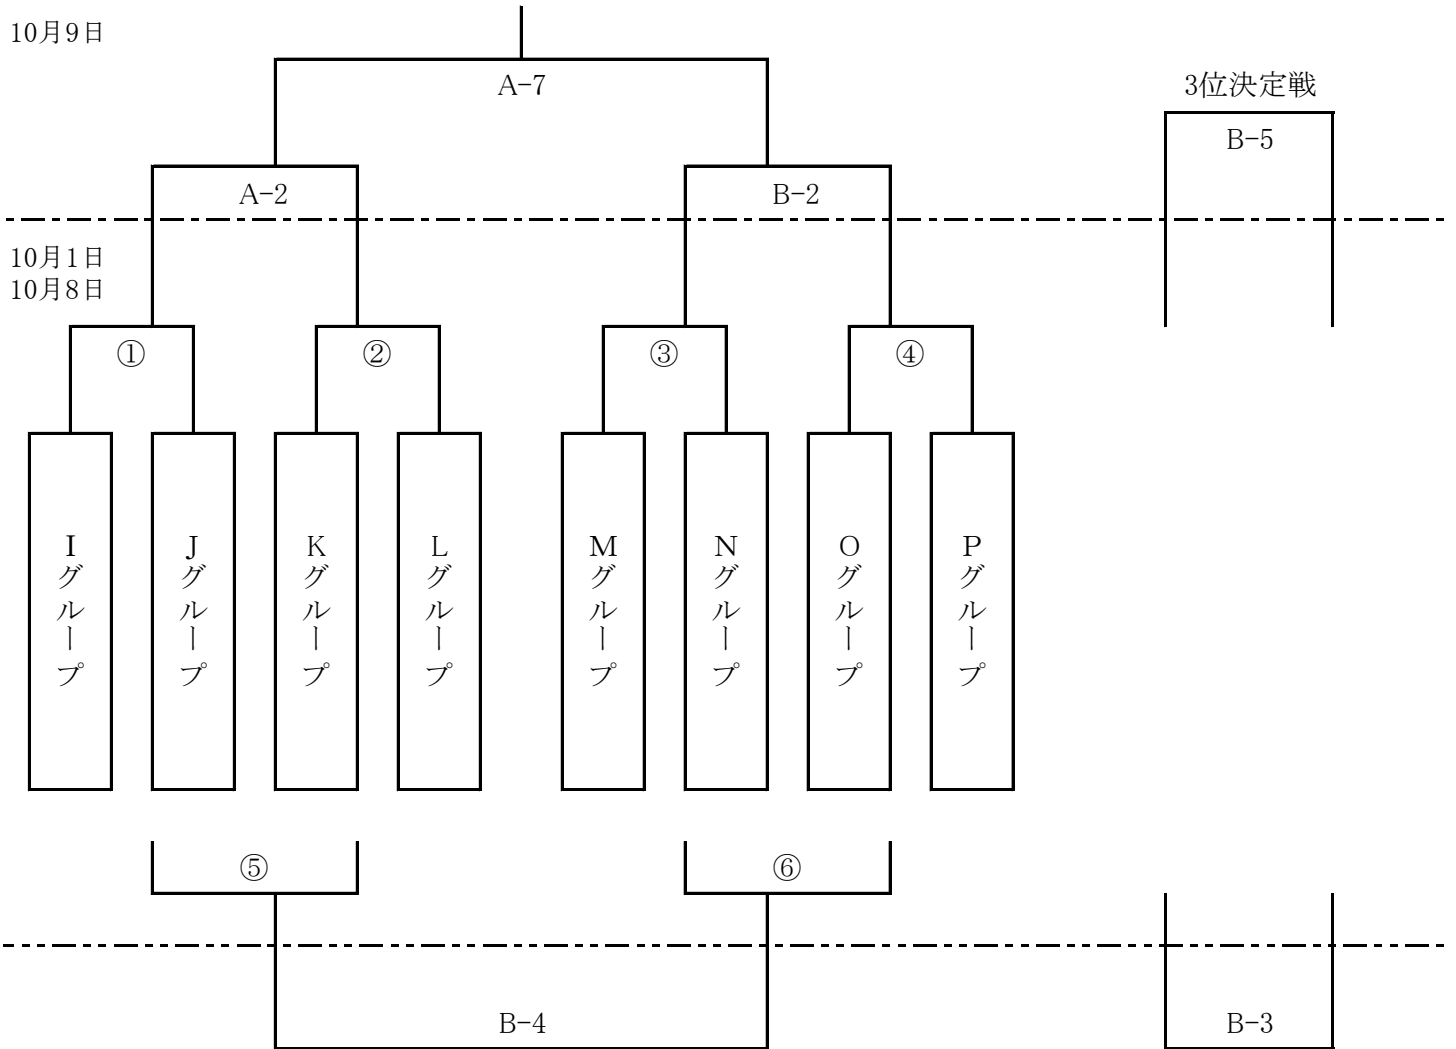 10月9日
A-7
3位決定戦
B-5
A-2
B-2
10月1日
10月8日
①
②
③
④
Iグループ
Jグループ
Kグループ
Lグループ
Mグループ
Nグループ
Oグループ
Pグループ
⑤
⑥
B-4
B-3